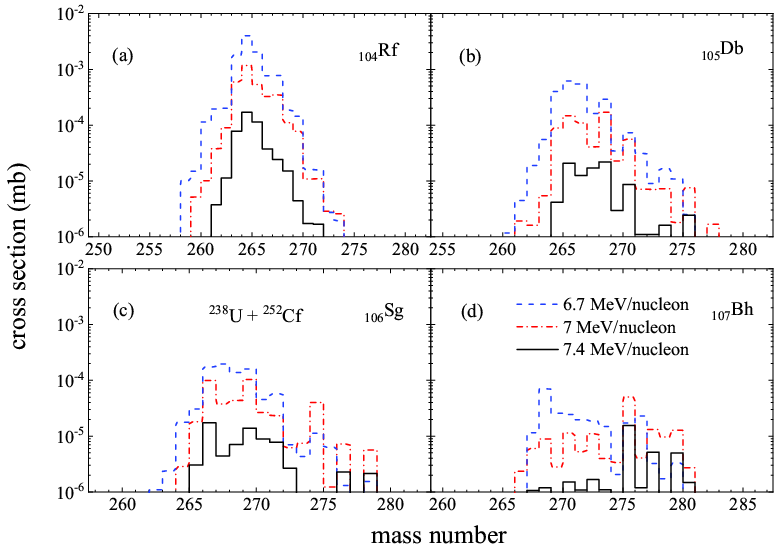 cross section (mb)
10⁻² 10⁻³ 10⁻⁴ 10⁻⁵ 10⁻⁶
(a) ₁₀₄Rf
250 260 270 280
(b) ₁₀₅Db
255 260 265 270 275 280
10⁻² 10⁻³ 10⁻⁴ 10⁻⁵ 10⁻⁶
(c) ²³⁸U + ²⁵²Cf ₁₀₆Sg
260 265 270 275 280
(d) ₁₀₇Bh
6.7 MeV/nucleon
7 MeV/nucleon
7.4 MeV/nucleon
260 265 270 275 280 285
mass number